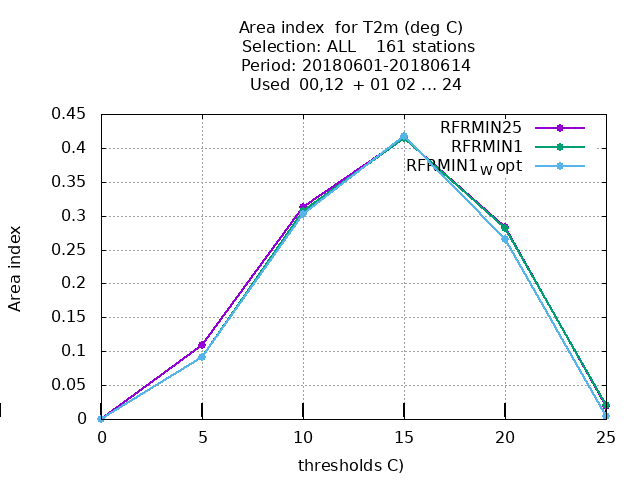 Area index for T2m (deg C)
Selection: ALL 161 stations
Period: 20180601-20180614
Used 00,12 + 01 02 ... 24
RFRMIN25
RFRMIN1
RFRMIN1W opt
0.45
0.4
0.35
0.3
0.25
0.2
0.15
0.1
0.05
0
Area index
0 5 10 15 20 25
thresholds C)